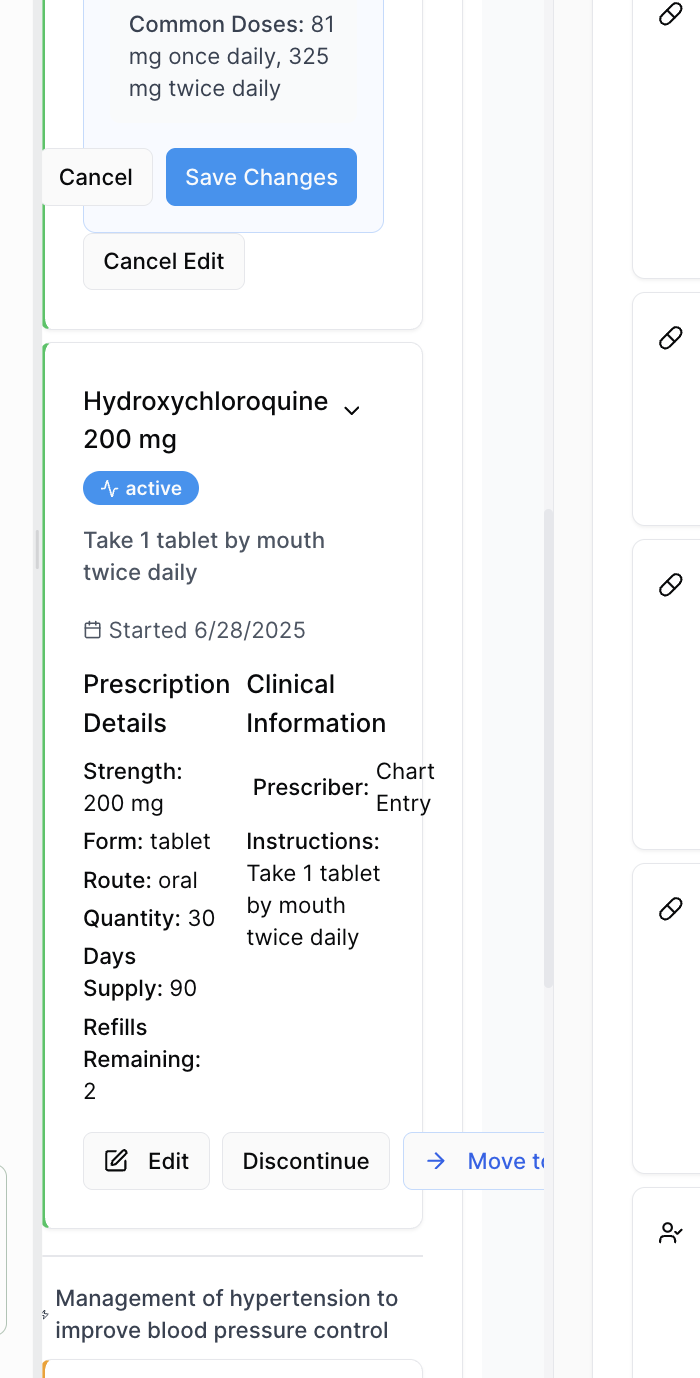 Common Doses: 81
mg once daily, 325
mg twice daily
Cancel
Save Changes
Cancel Edit
Hydroxychloroquine
200 mg
active
Take 1 tablet by mouth
twice daily
Started 6/28/2025
Prescription
Details
Strength:
200 mg
Form: tablet
Route: oral
Quantity: 30
Days
Supply: 90
Refills
Remaining:
2
Clinical
Information
Prescriber: Chart
Entry
Instructions:
Take 1 tablet
by mouth
twice daily
Edit
Discontinue
Move
Management of hypertension to
improve blood pressure control